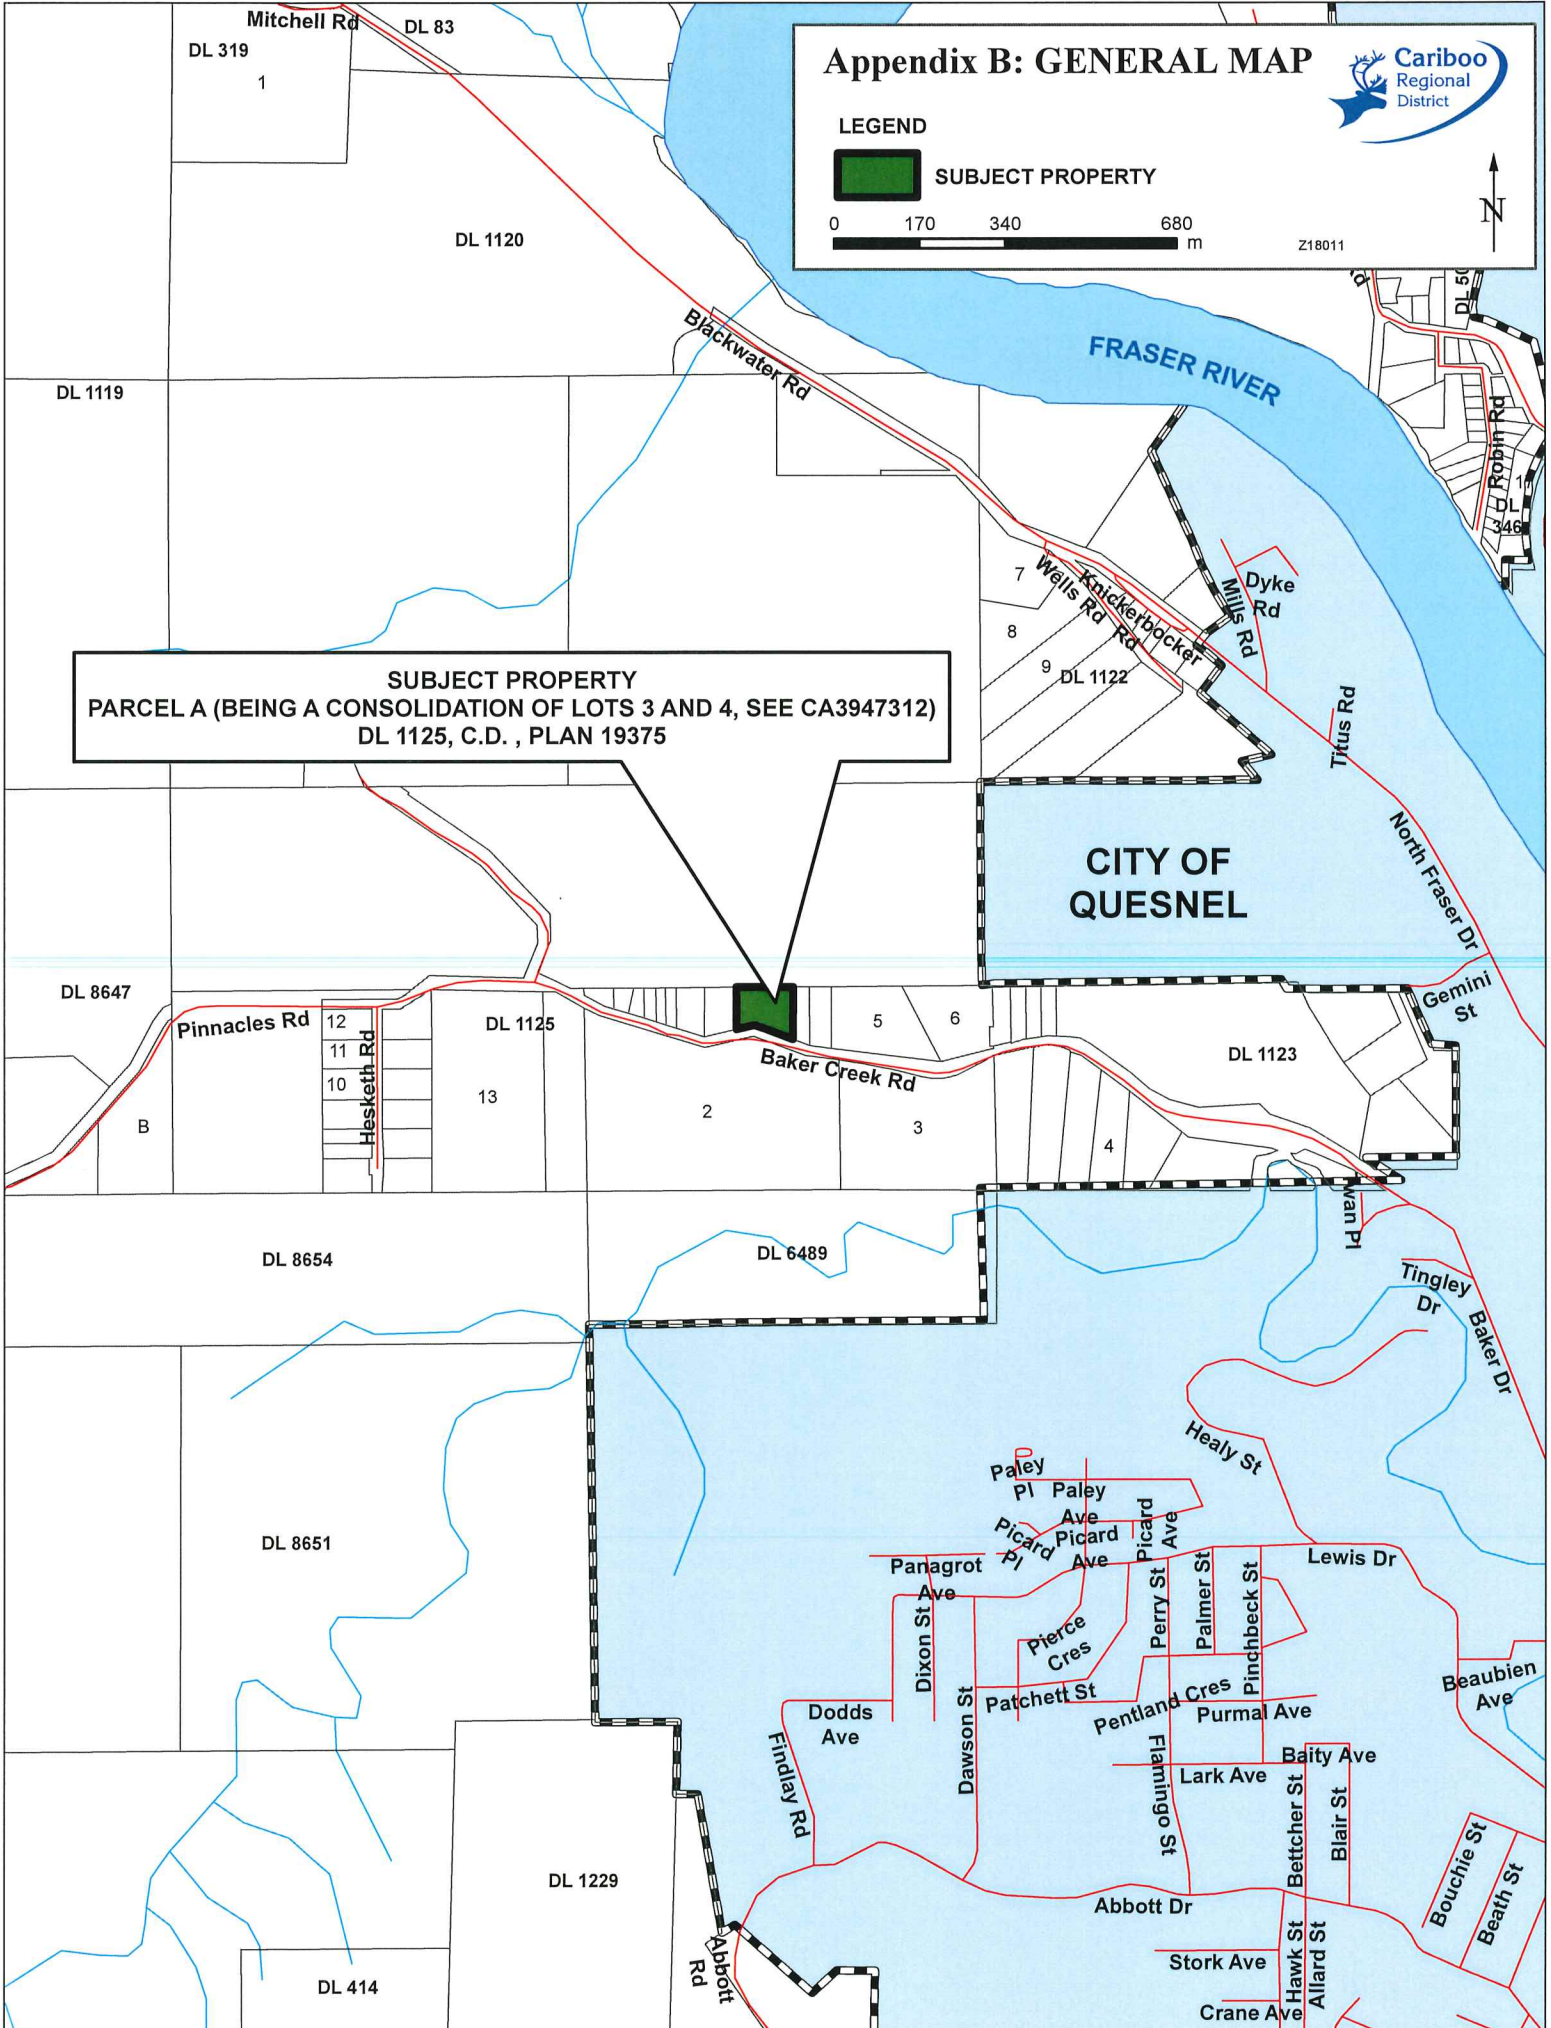 Mitchell Rd
DL 83
DL 319
1
Appendix B: GENERAL MAP
Cariboo
Regional
District
LEGEND
SUBJECT PROPERTY
0 170 340 680
m
Z18011
N
DL 1120
Blackwater Rd
FRASER RIVER
DL 1119
Robin Rd
DL
346
7
8
9
Wells Rd
Knickerbocker
Rd
DL 1122
Mills Rd
Dyke
Rd
Titus Rd
SUBJECT PROPERTY
PARCEL A (BEING A CONSOLIDATION OF LOTS 3 AND 4, SEE CA3947312)
DL 1125, C.D. , PLAN 19375
CITY OF
QUESNEL
North Fraser Dr
Gemini
St
DL 8647
Pinnacles Rd
12
11
10
Hesketh Rd
DL 1125
13
B
5
6
Baker Creek Rd
2
3
4
DL 1123
wan Pl
DL 8654
DL 6489
Tingley
Dr
Baker Dr
Healy St
DL 8651
Paley
Pl
Paley
Ave
Picard
Pl
Picard
Ave
Picard
Ave
Panagrot
Ave
Lewis Dr
Dixon St
Pierce
Cres
Perry St
Palmer St
Pinchbeck St
Beaubien
Ave
Dodds
Ave
Dawson St
Patchett St
Pentland Cres
Purmal Ave
Findlay Rd
Flamingo St
Lark Ave
Baity Ave
Bettcher St
Blair St
Bouchie St
Beath St
DL 1229
Abbott Dr
Abbott
Rd
Stork Ave
Hawk St
Allard St
Crane Ave
DL 414